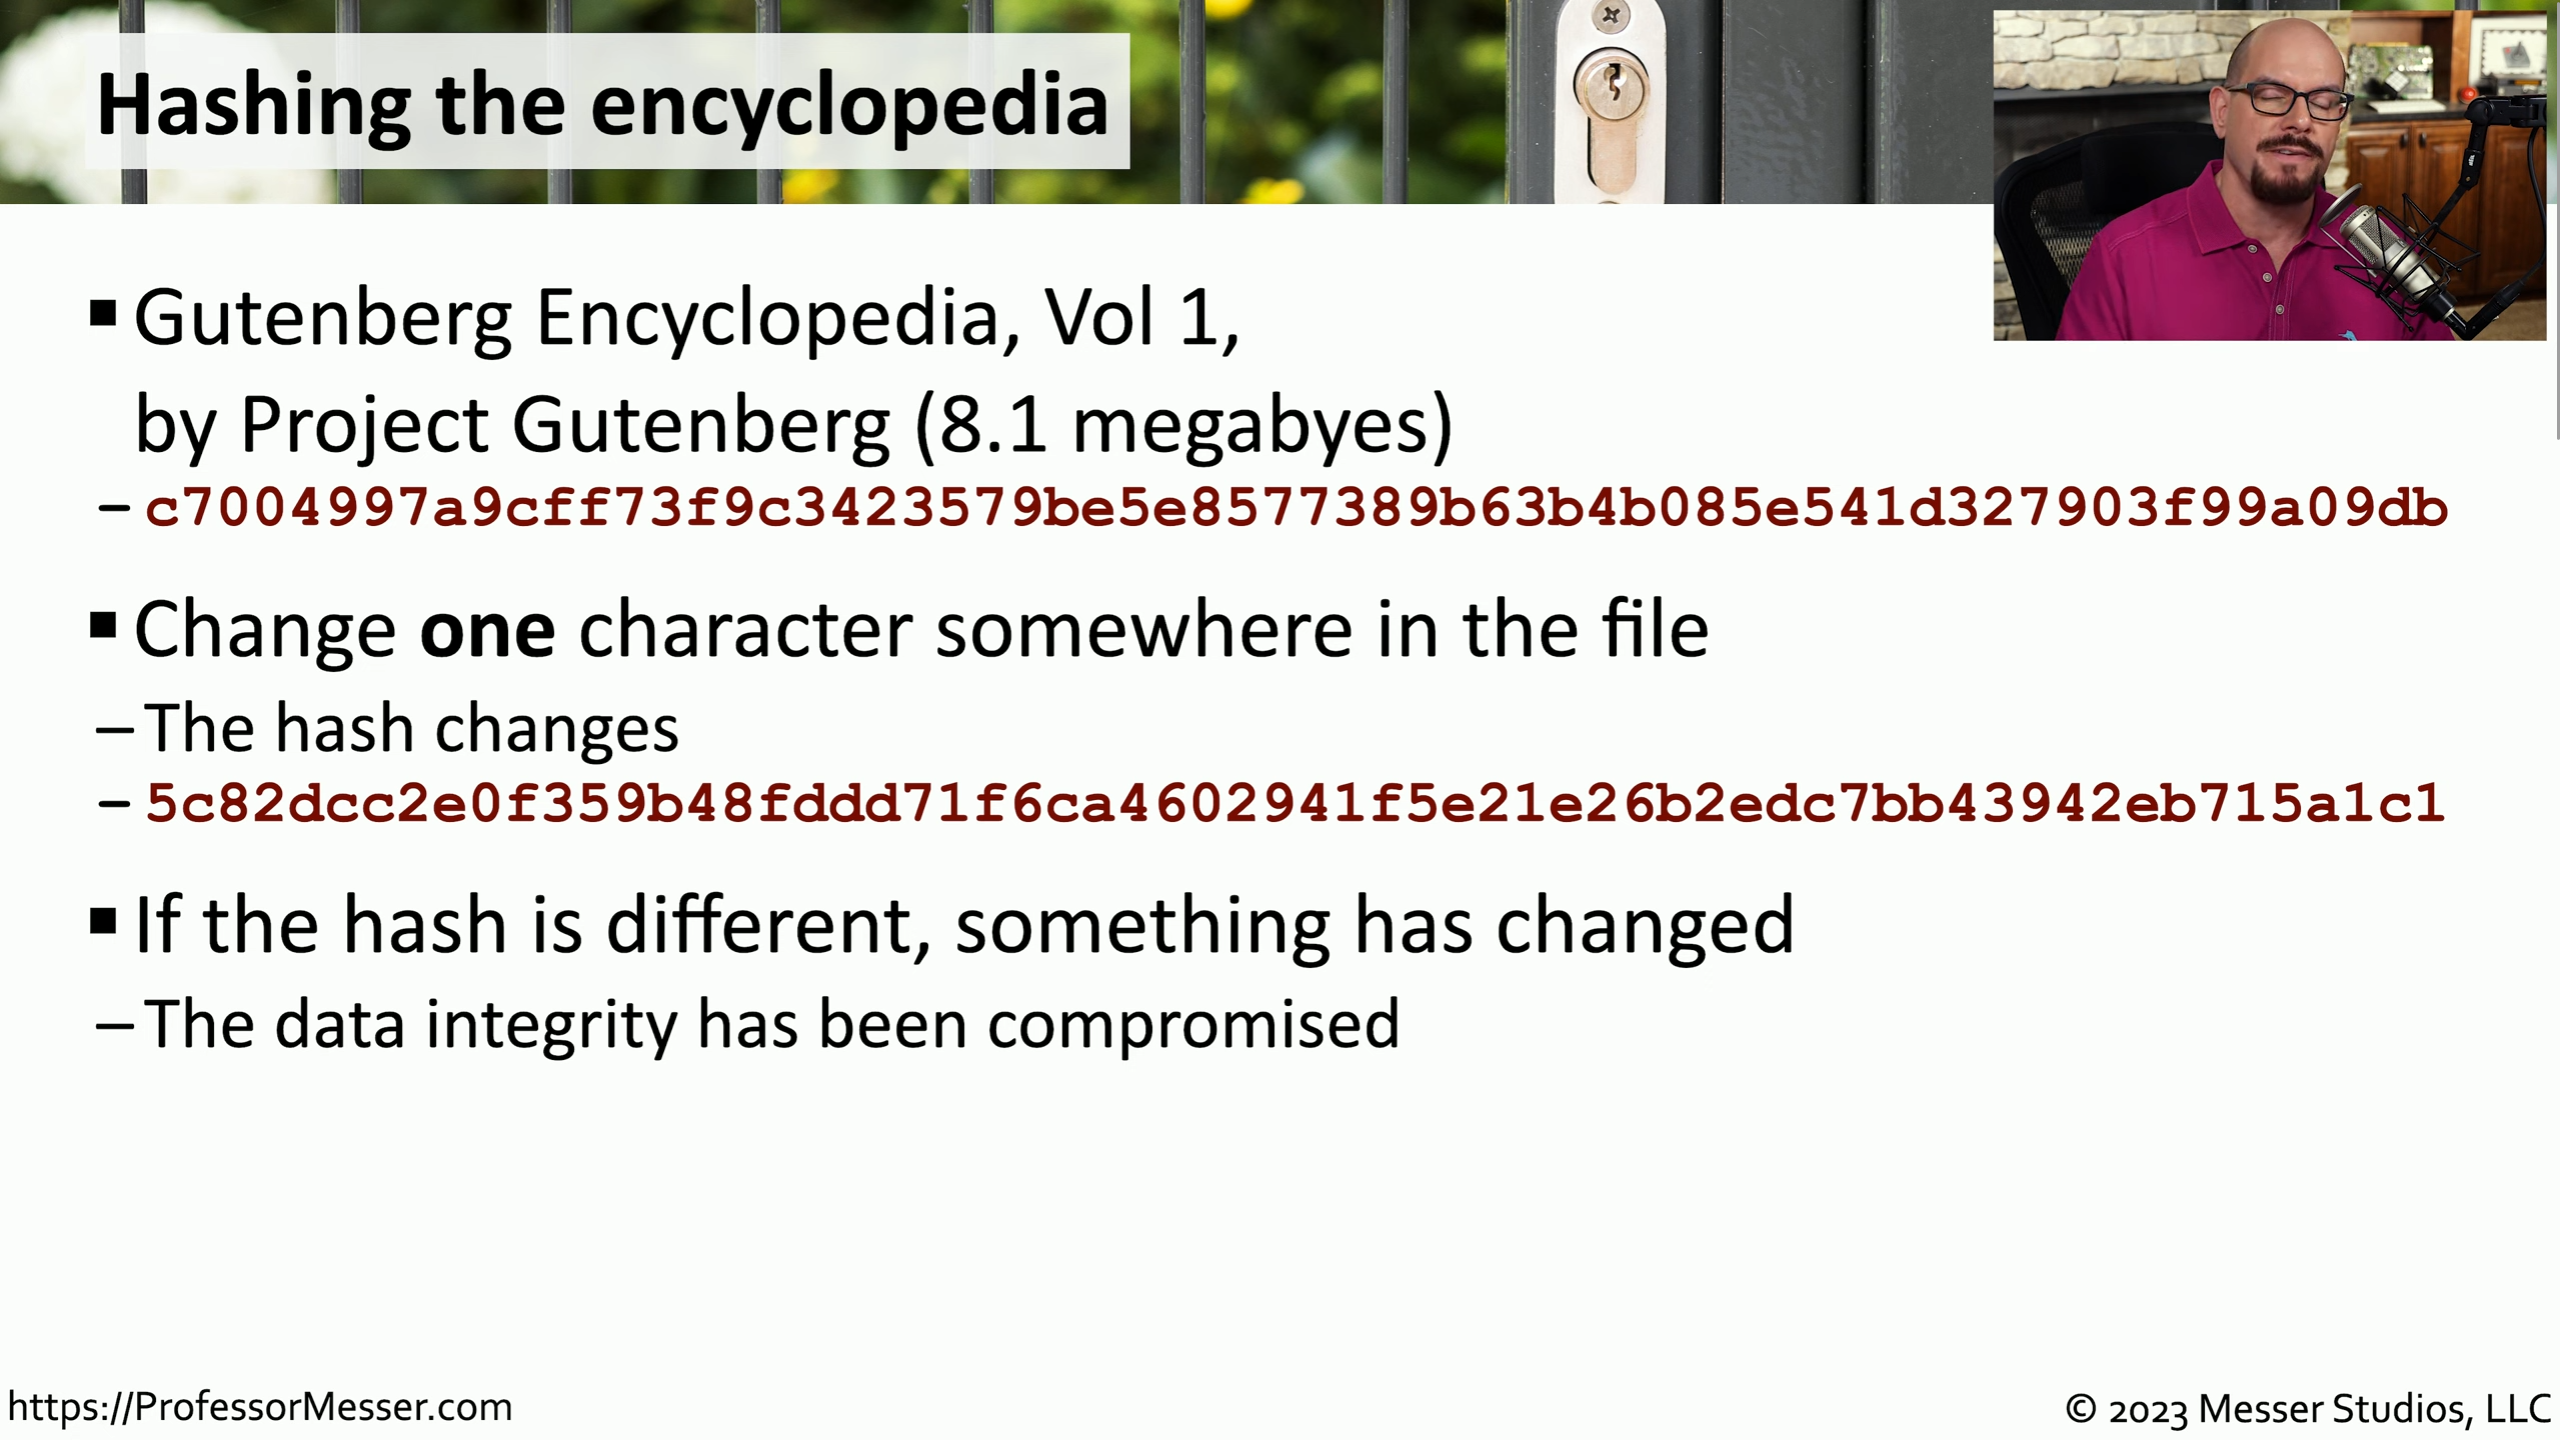 Hashing the encyclopedia
▪ Gutenberg Encyclopedia, Vol 1,
by Project Gutenberg (8.1 megabyes)
– c7004997a9cff73f9c3423579be5e8577389b63b4b085e541d327903f99a09db
▪ Change one character somewhere in the file
– The hash changes
– 5c82dcc2e0f359b48fddd71f6ca4602941f5e21e26b2edc7bb43942eb715a1c1
▪ If the hash is different, something has changed
– The data integrity has been compromised
https://ProfessorMesser.com
© 2023 Messer Studios, LLC